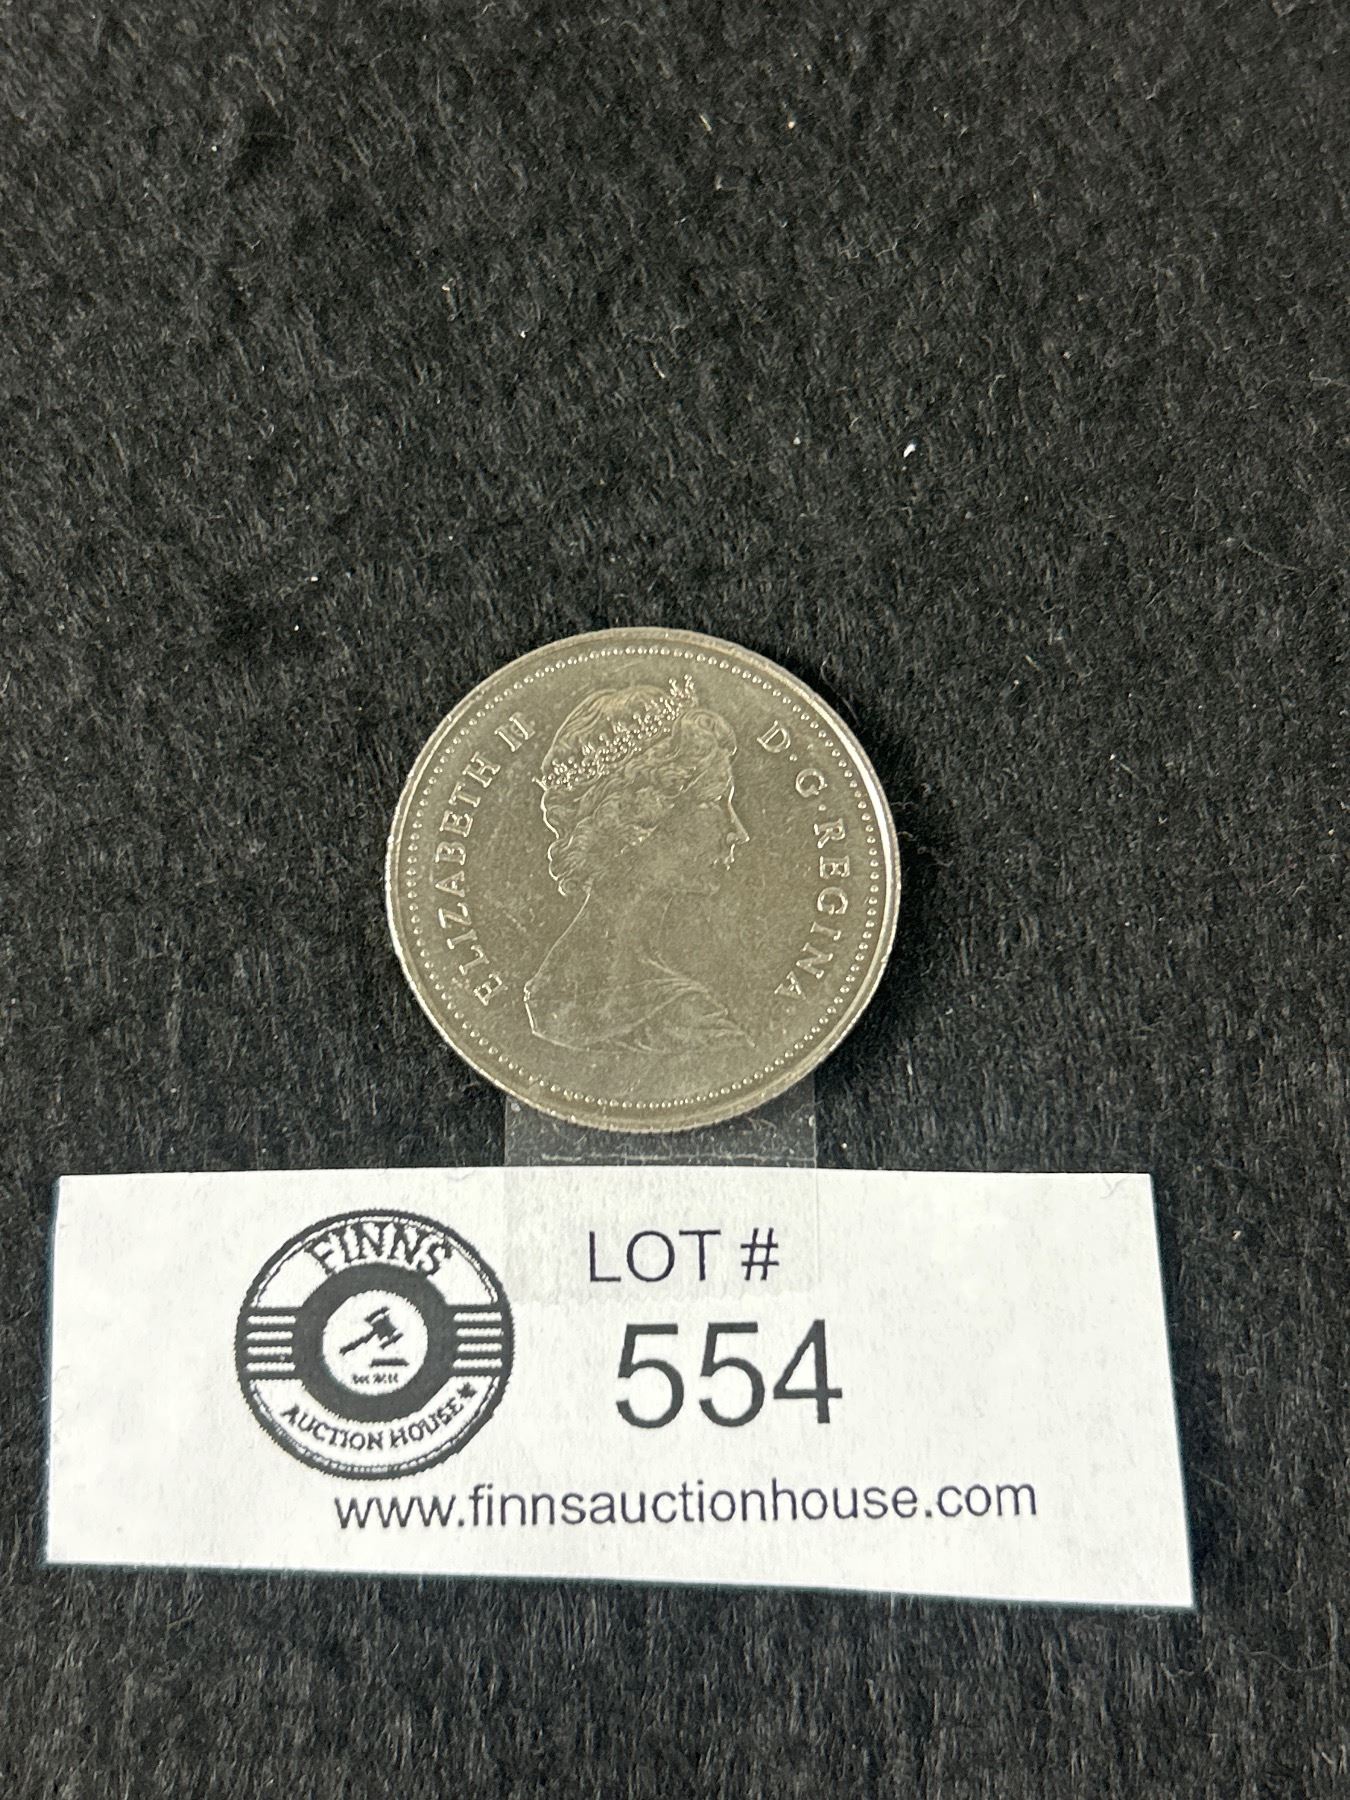 ELIZABETH II D · G · REGINA
FINNS
AUCTION HOUSE
LOT #
554
www.finnsauctionhouse.com